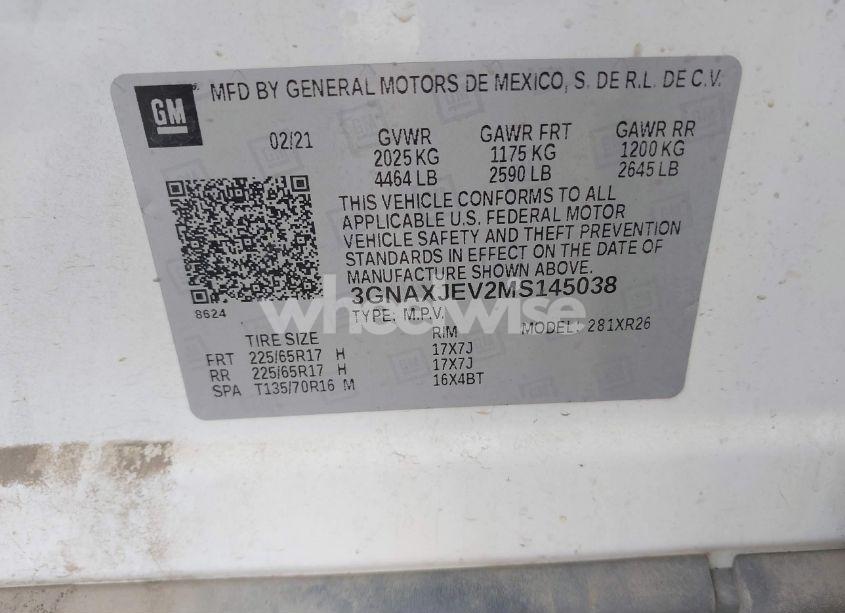 GM
MFD BY GENERAL MOTORS DE MEXICO, S. DE R.L. DE C.V.
02/21 GVWR GAWR FRT GAWR RR
2025 KG 1175 KG 1200 KG
4464 LB 2590 LB 2645 LB
THIS VEHICLE CONFORMS TO ALL
APPLICABLE U.S. FEDERAL MOTOR
VEHICLE SAFETY AND THEFT PREVENTION
STANDARDS IN EFFECT ON THE DATE OF
MANUFACTURE SHOWN ABOVE.
8624
3GNAXJEV2MS145038
wheelwise
TYPE: M.P.V. MODEL: 281XR26
TIRE SIZE RIM
FRT 225/65R17 H 17X7J
RR 225/65R17 H 17X7J
SPA T135/70R16 M 16X4BT